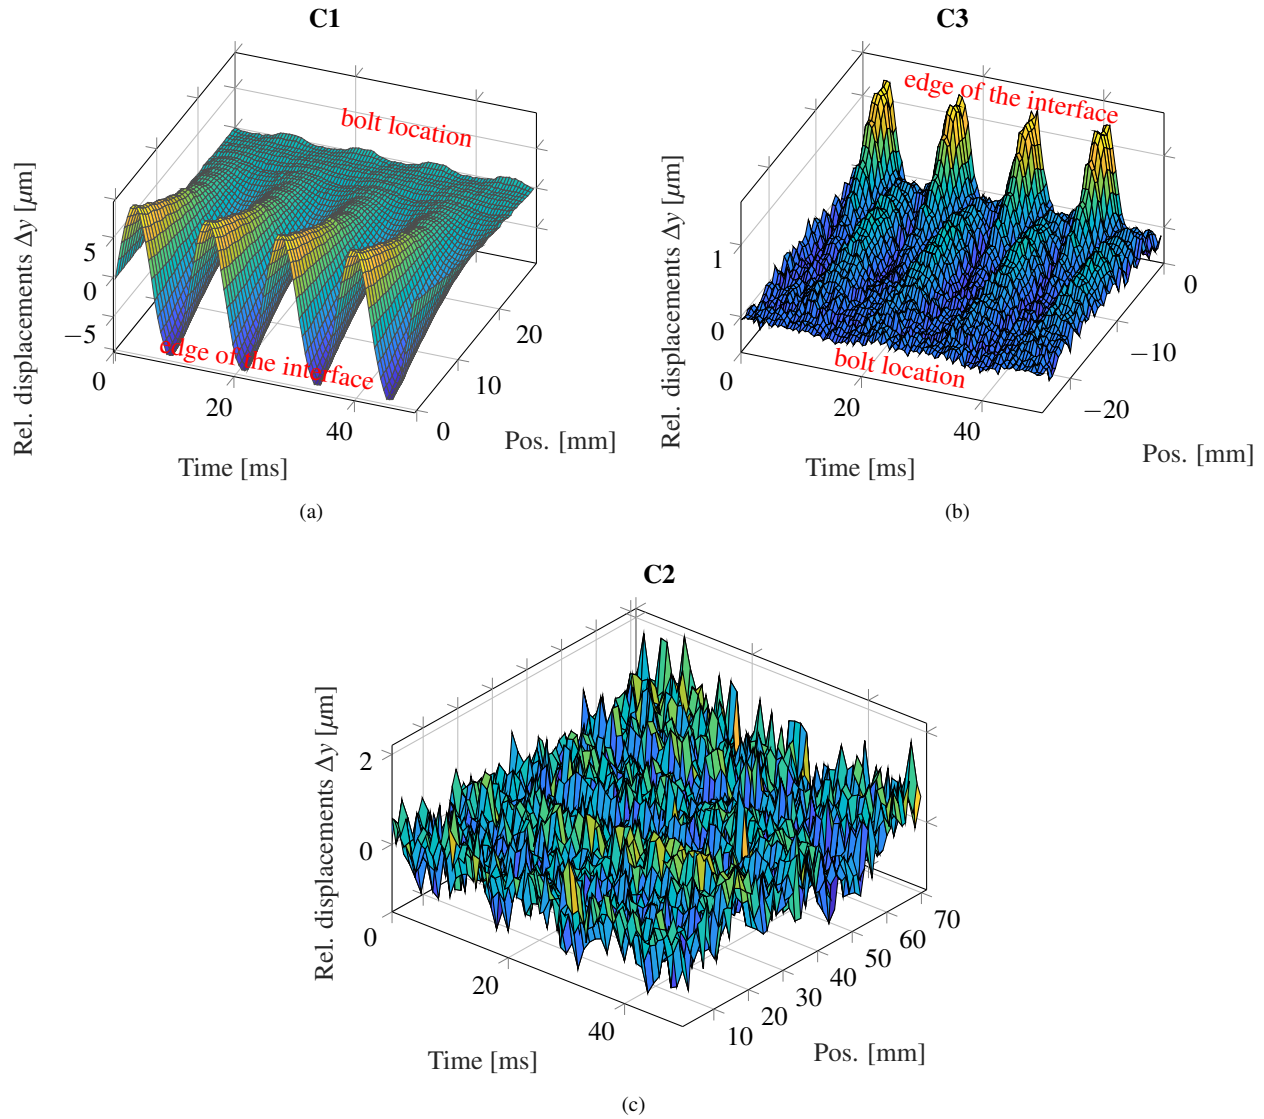 C1
bolt location
edge of the interface
Rel. displacements Δy [μm]
5
0
−5
0
20
40
Time [ms]
0
10
20
Pos. [mm]
(a)
C3
edge of the interface
bolt location
Rel. displacements Δy [μm]
1
0
0
20
40
Time [ms]
0
−10
−20
Pos. [mm]
(b)
C2
Rel. displacements Δy [μm]
2
0
0
20
40
Time [ms]
10
20
30
40
50
60
70
Pos. [mm]
(c)